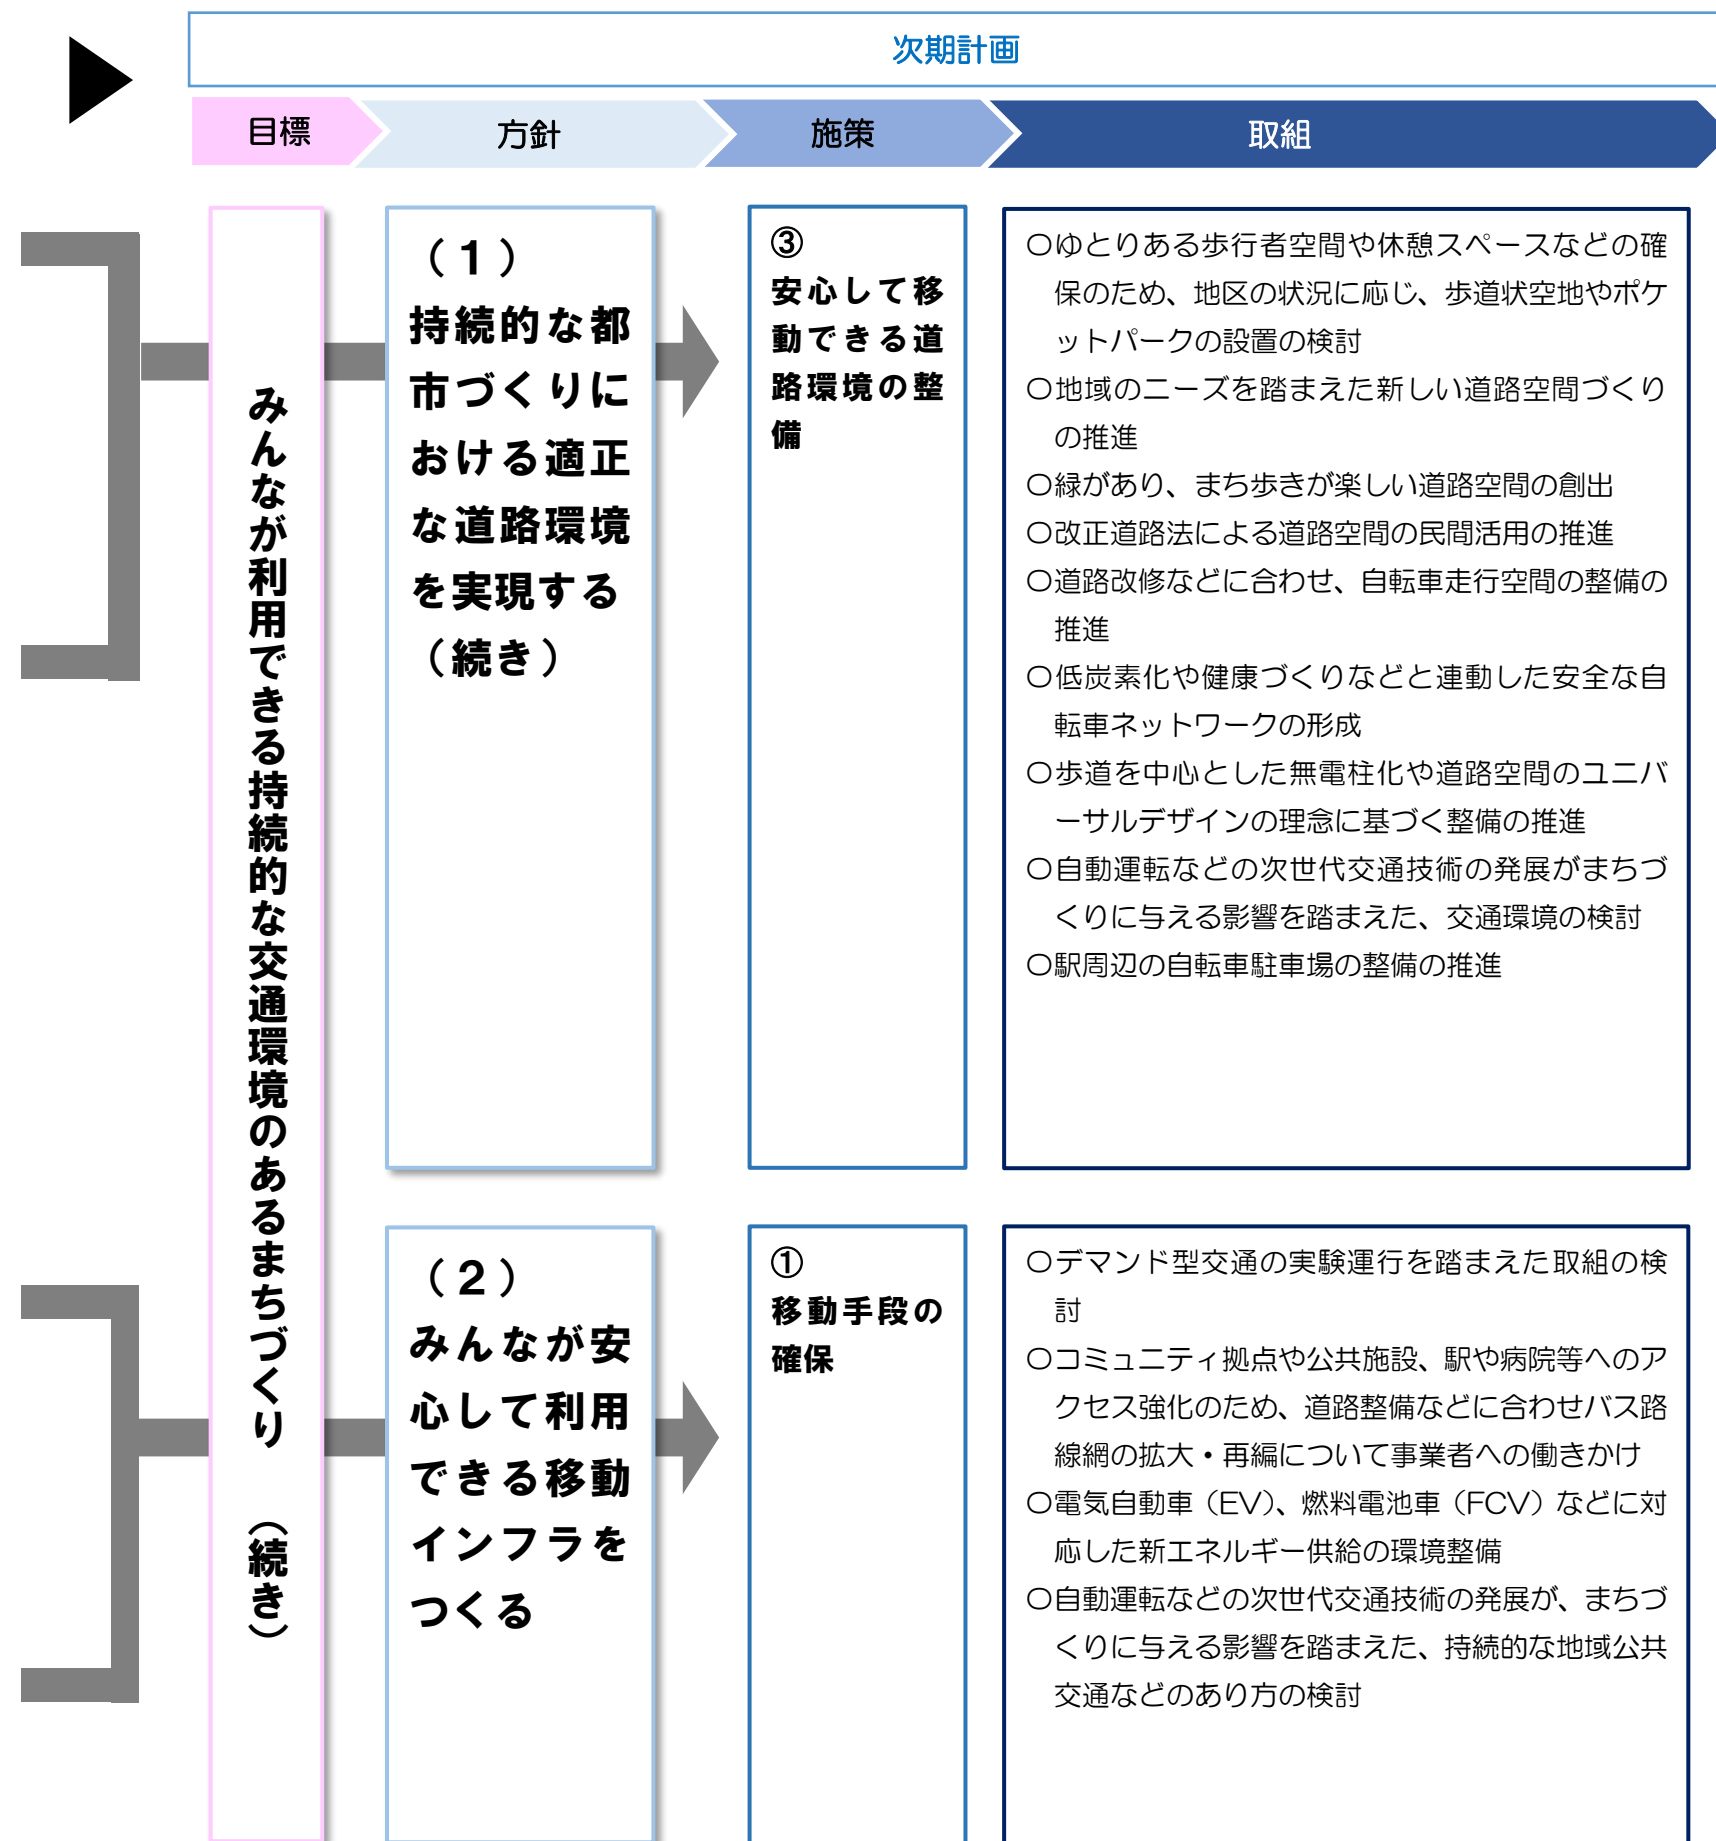 次期計画
目標
方針
施策
取組
みんなが利用できる持続的な交通環境のあるまちづくり （続き）
（1）
持続的な都
市づくりに
おける適正
な道路環境
を実現する
（続き）
③
安心して移
動できる道
路環境の整
備
〇ゆとりある歩行者空間や休憩スペースなどの確
保のため、地区の状況に応じ、歩道状空地やポケ
ットパークの設置の検討
〇地域のニーズを踏まえた新しい道路空間づくり
の推進
〇緑があり、まち歩きが楽しい道路空間の創出
〇改正道路法による道路空間の民間活用の推進
〇道路改修などに合わせ、自転車走行空間の整備の
推進
〇低炭素化や健康づくりなどと連動した安全な自
転車ネットワークの形成
〇歩道を中心とした無電柱化や道路空間のユニバ
ーサルデザインの理念に基づく整備の推進
〇自動運転などの次世代交通技術の発展がまちづ
くりに与える影響を踏まえた、交通環境の検討
〇駅周辺の自転車駐車場の整備の推進
（2）
みんなが安
心して利用
できる移動
インフラを
つくる
①
移動手段の
確保
〇デマンド型交通の実験運行を踏まえた取組の検
討
〇コミュニティ拠点や公共施設、駅や病院等へのア
クセス強化のため、道路整備などに合わせバス路
線網の拡大・再編について事業者への働きかけ
〇電気自動車（EV）、燃料電池車（FCV）などに対
応した新エネルギー供給の環境整備
〇自動運転などの次世代交通技術の発展が、まちづ
くりに与える影響を踏まえた、持続的な地域公共
交通などのあり方の検討